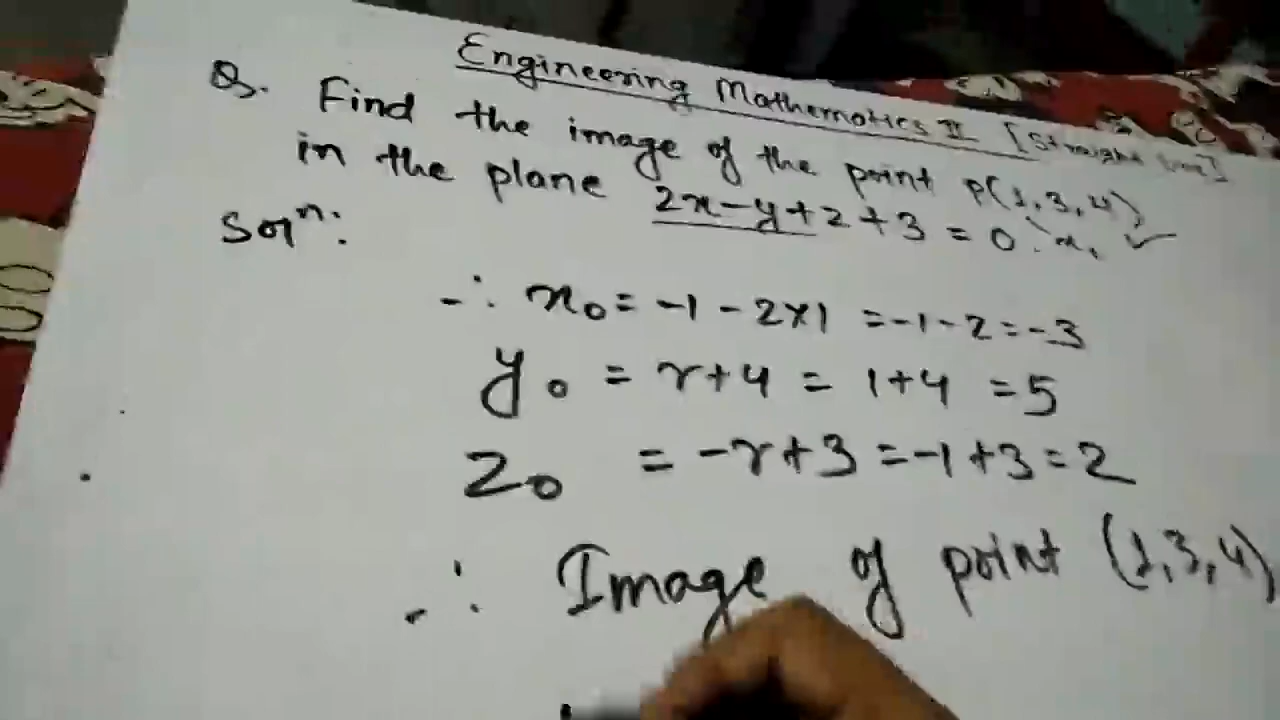 Engineering Mathematics II [Straight line]
Q. Find the image of the point P(1,3,4)
in the plane 2x-y+z+3=0.
Solⁿ:
∴ x₀ = -1 - 2×1 = -1-2 = -3
y₀ = r+4 = 1+4 = 5
z₀ = -r+3 = -1+3 = 2
∴ Image of point (1,3,4)